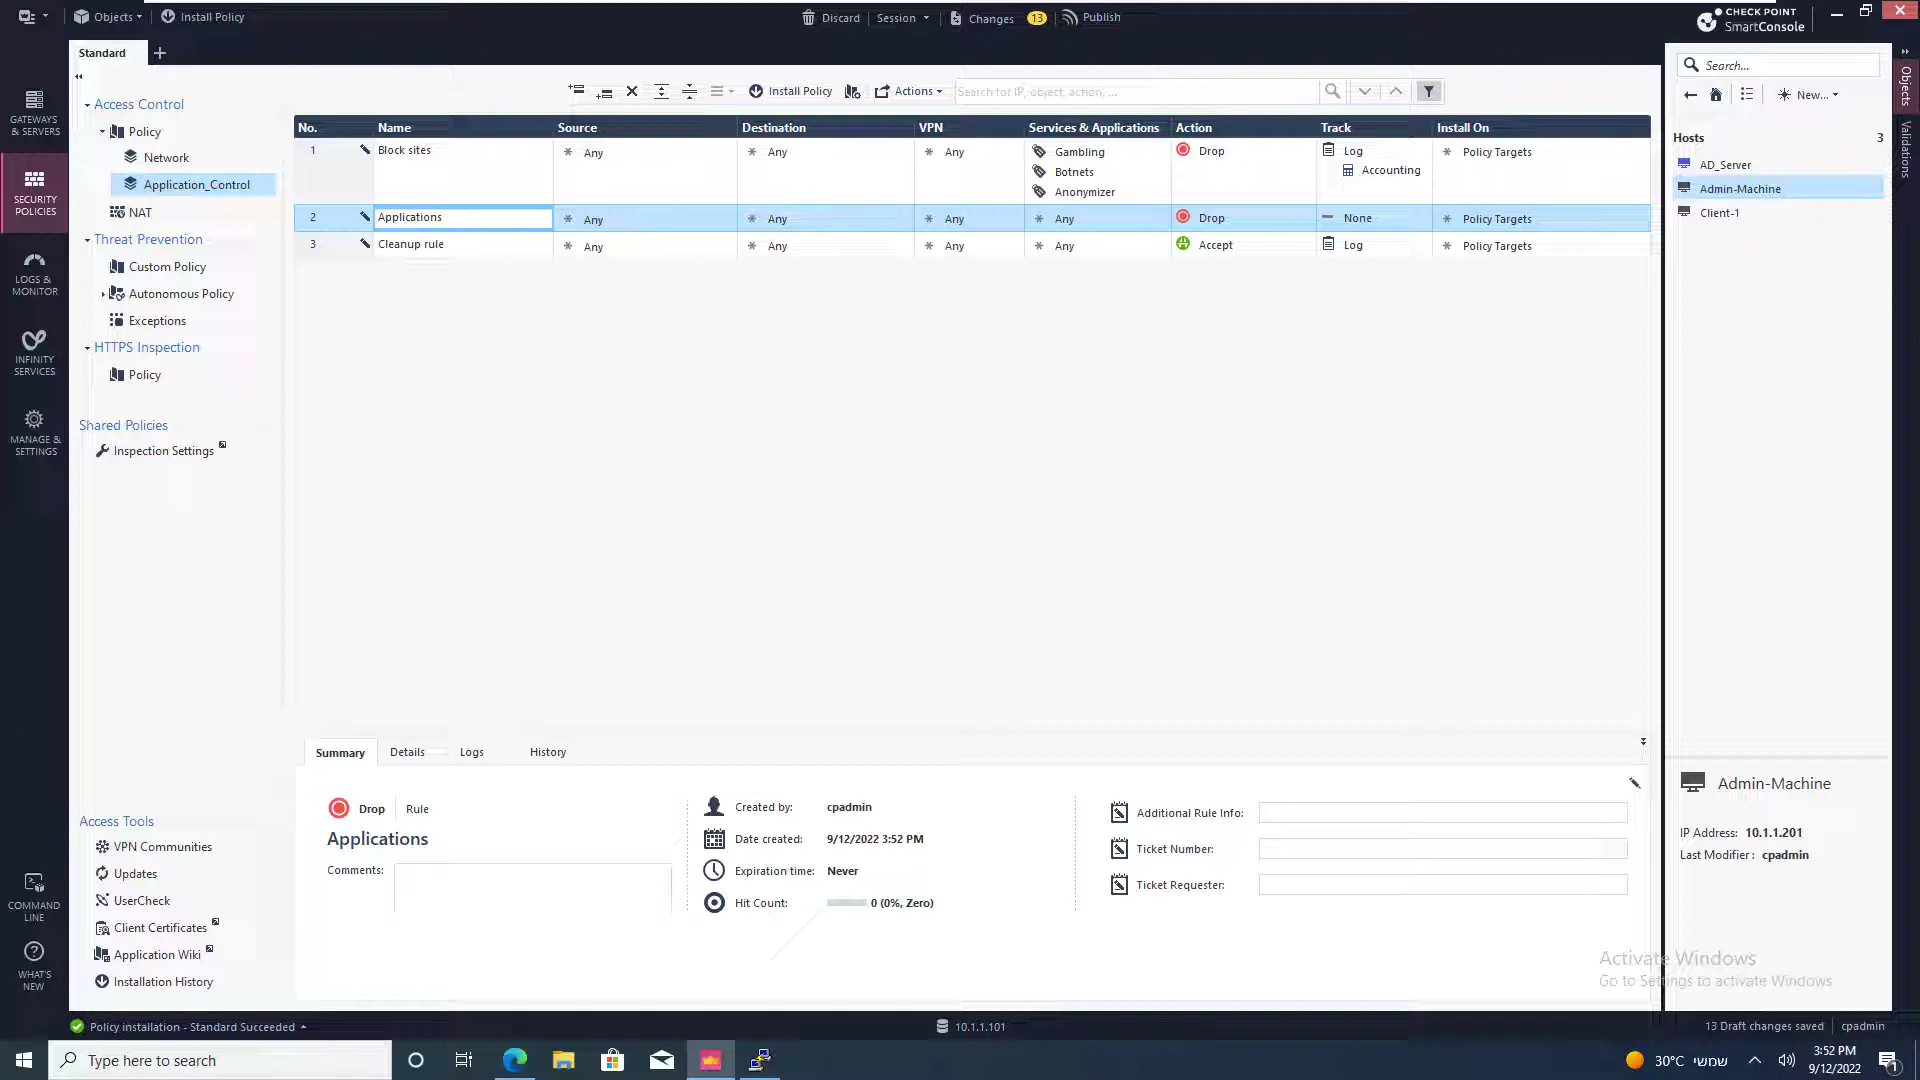 Objects
Install Policy
Discard
Session
Changes 13
Publish
CHECK POINT
SmartConsole
Standard
GATEWAYS
& SERVERS
SECURITY
POLICIES
LOGS &
MONITOR
INFINITY
SERVICES
MANAGE &
SETTINGS
COMMAND
LINE
WHAT'S
NEW
Access Control
Policy
Network
Application_Control
NAT
Threat Prevention
Custom Policy
Autonomous Policy
Exceptions
HTTPS Inspection
Policy
Shared Policies
Inspection Settings
Access Tools
VPN Communities
Updates
UserCheck
Client Certificates
Application Wiki
Installation History
Install Policy
Actions
Search for IP, object, action, ...
No. Name Source Destination VPN Services & Applications Action Track Install On
1 Block sites * Any * Any * Any Gambling Drop Log * Policy Targets
Botnets Accounting
Anonymizer
2 Applications * Any * Any * Any * Any Drop — None * Policy Targets
3 Cleanup rule * Any * Any * Any * Any Accept Log * Policy Targets
Summary Details Logs History
Drop Rule
Applications
Comments:
Created by: cpadmin
Date created: 9/12/2022 3:52 PM
Expiration time: Never
Hit Count: 0 (0%, Zero)
Additional Rule Info:
Ticket Number:
Ticket Requester:
Search...
New...
Objects
Validations
Hosts 3
AD_Server
Admin-Machine
Client-1
Admin-Machine
IP Address: 10.1.1.201
Last Modifier: cpadmin
Activate Windows
Go to Settings to activate Windows
Policy installation - Standard Succeeded
10.1.1.101
13 Draft changes saved
cpadmin
Type here to search
30°C שמשי
3:52 PM
9/12/2022
1